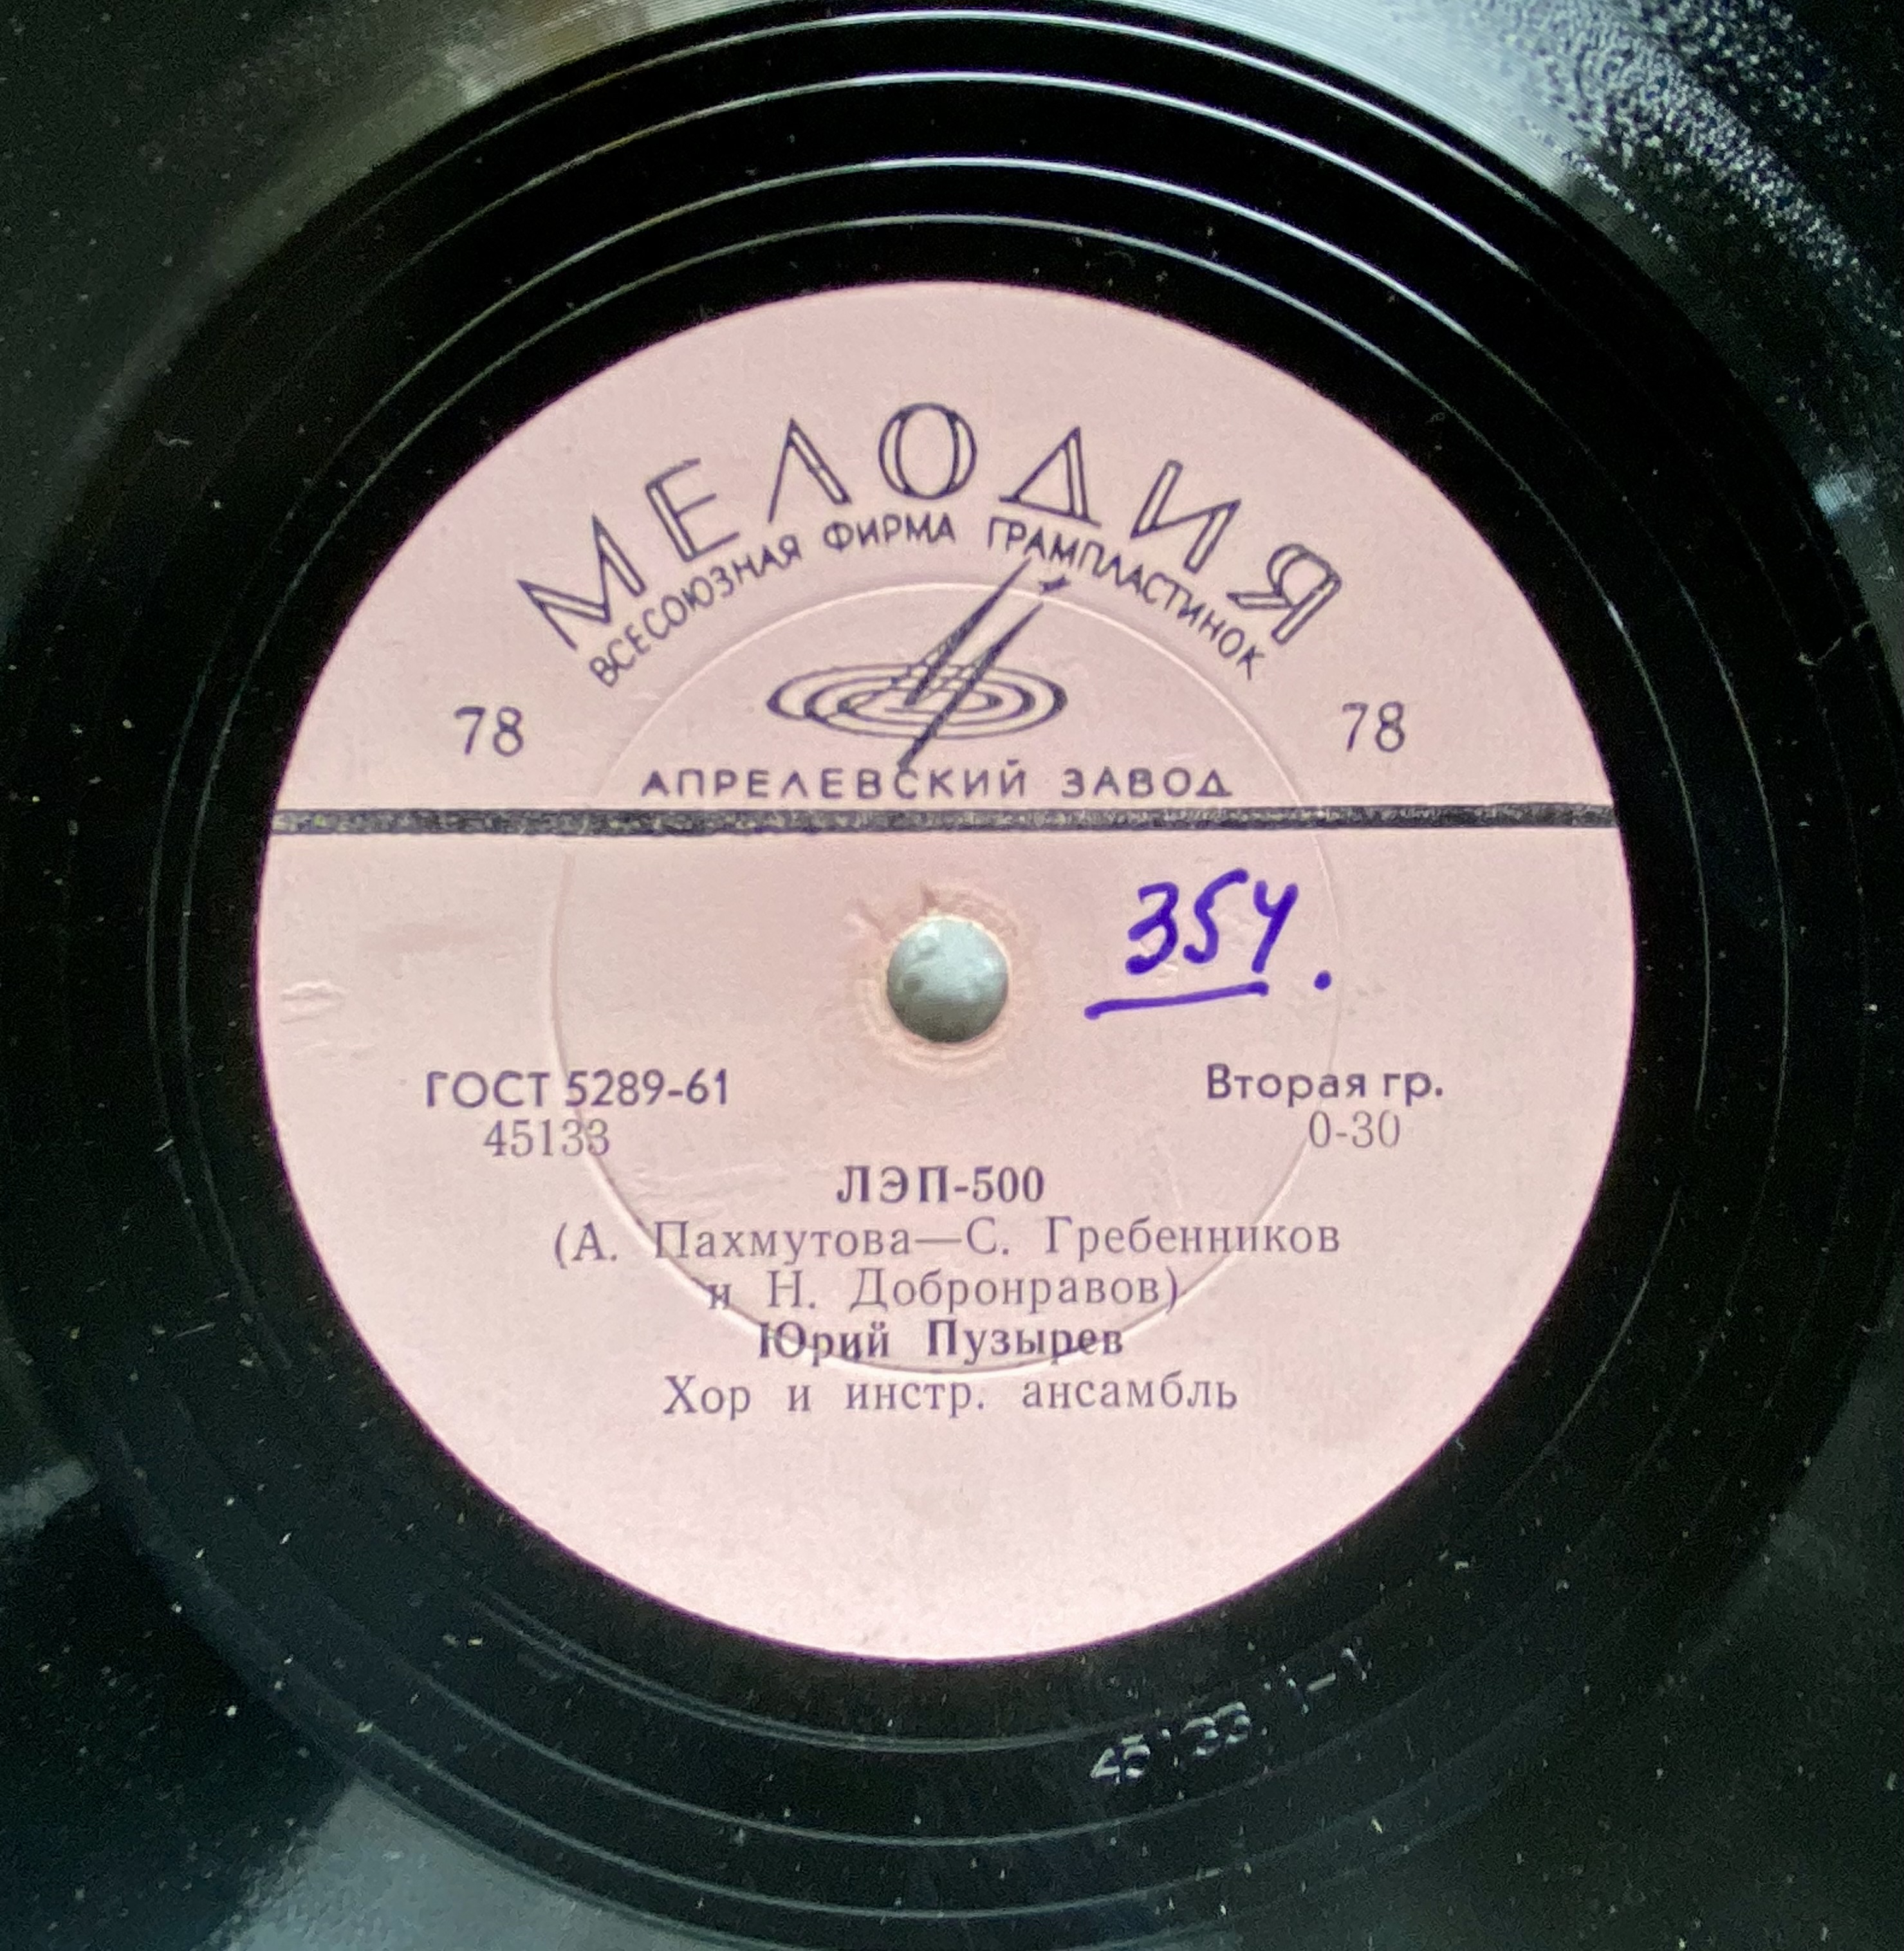 МЕЛОДИЯ
ВСЕСОЮЗНАЯ ФИРМА ГРАМПЛАСТИНОК
78 78
АПРЕЛЕВСКИЙ ЗАВОД
354.
ГОСТ 5289-61 Вторая гр.
45133 0-30
ЛЭП-500
(А. Пахмутова—С. Гребенников
и Н. Добронравов)
Юрий Пузырев
Хор и инстр. ансамбль
45133